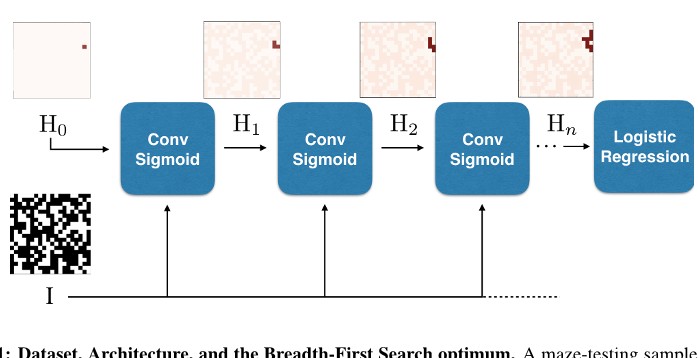 H0
H1
H2
Hn
Conv
Sigmoid
Conv
Sigmoid
Conv
Sigmoid
...
Logistic
Regression
I
1: Dataset, Architecture, and the Breadth-First Search optimum. A maze-testing sample